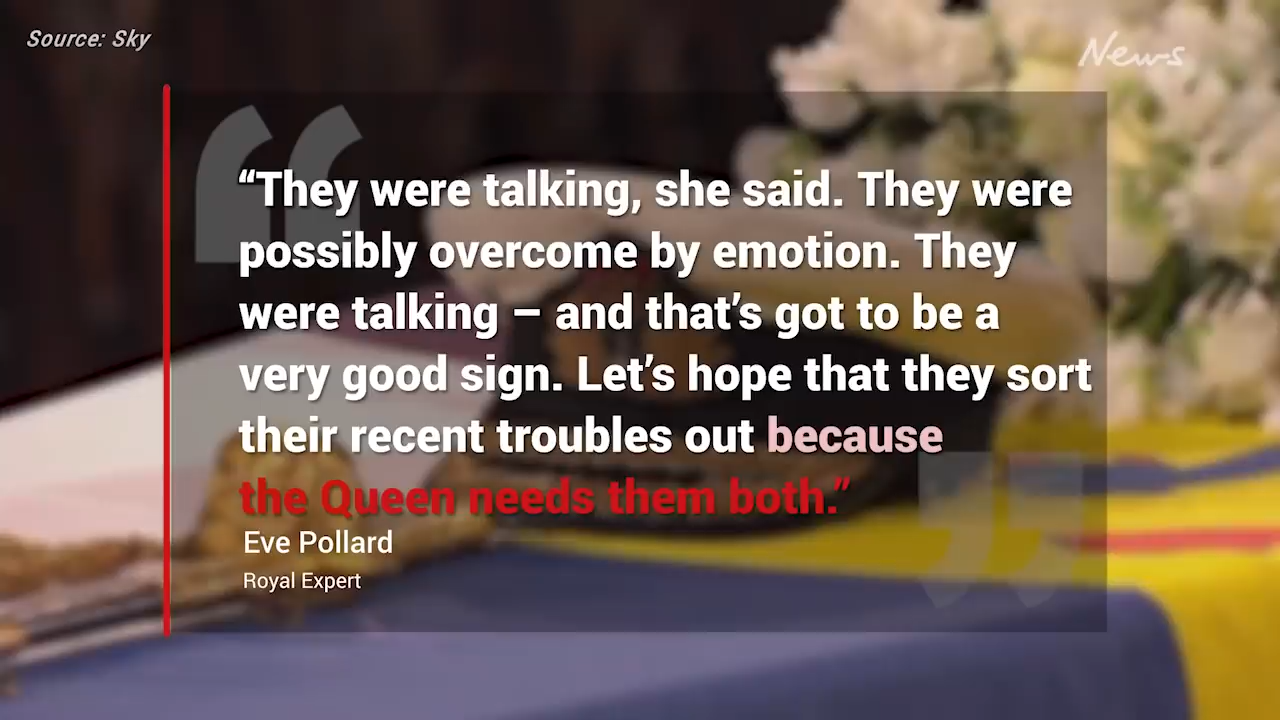 Source: Sky
News
“They were talking, she said. They were
possibly overcome by emotion. They
were talking – and that’s got to be a
very good sign. Let’s hope that they sort
their recent troubles out because
the Queen needs them both.”
Eve Pollard
Royal Expert